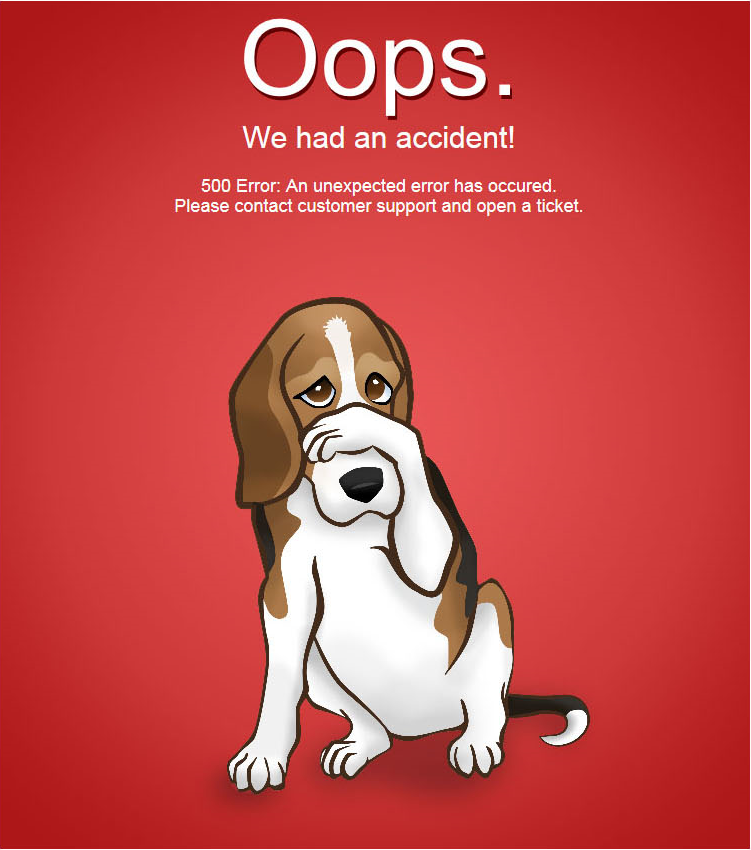 Oops.
We had an accident!
500 Error: An unexpected error has occured.
Please contact customer support and open a ticket.